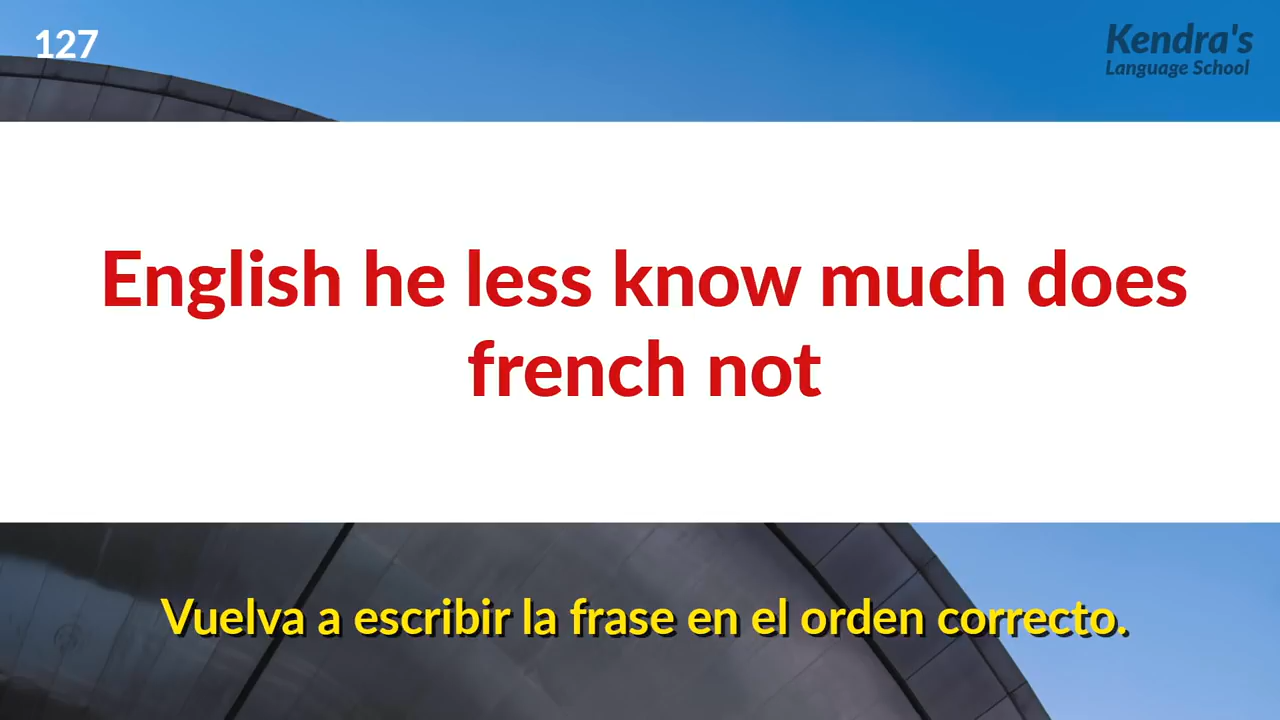 127
Kendra's
Language School
English he less know much does
french not
Vuelva a escribir la frase en el orden correcto.